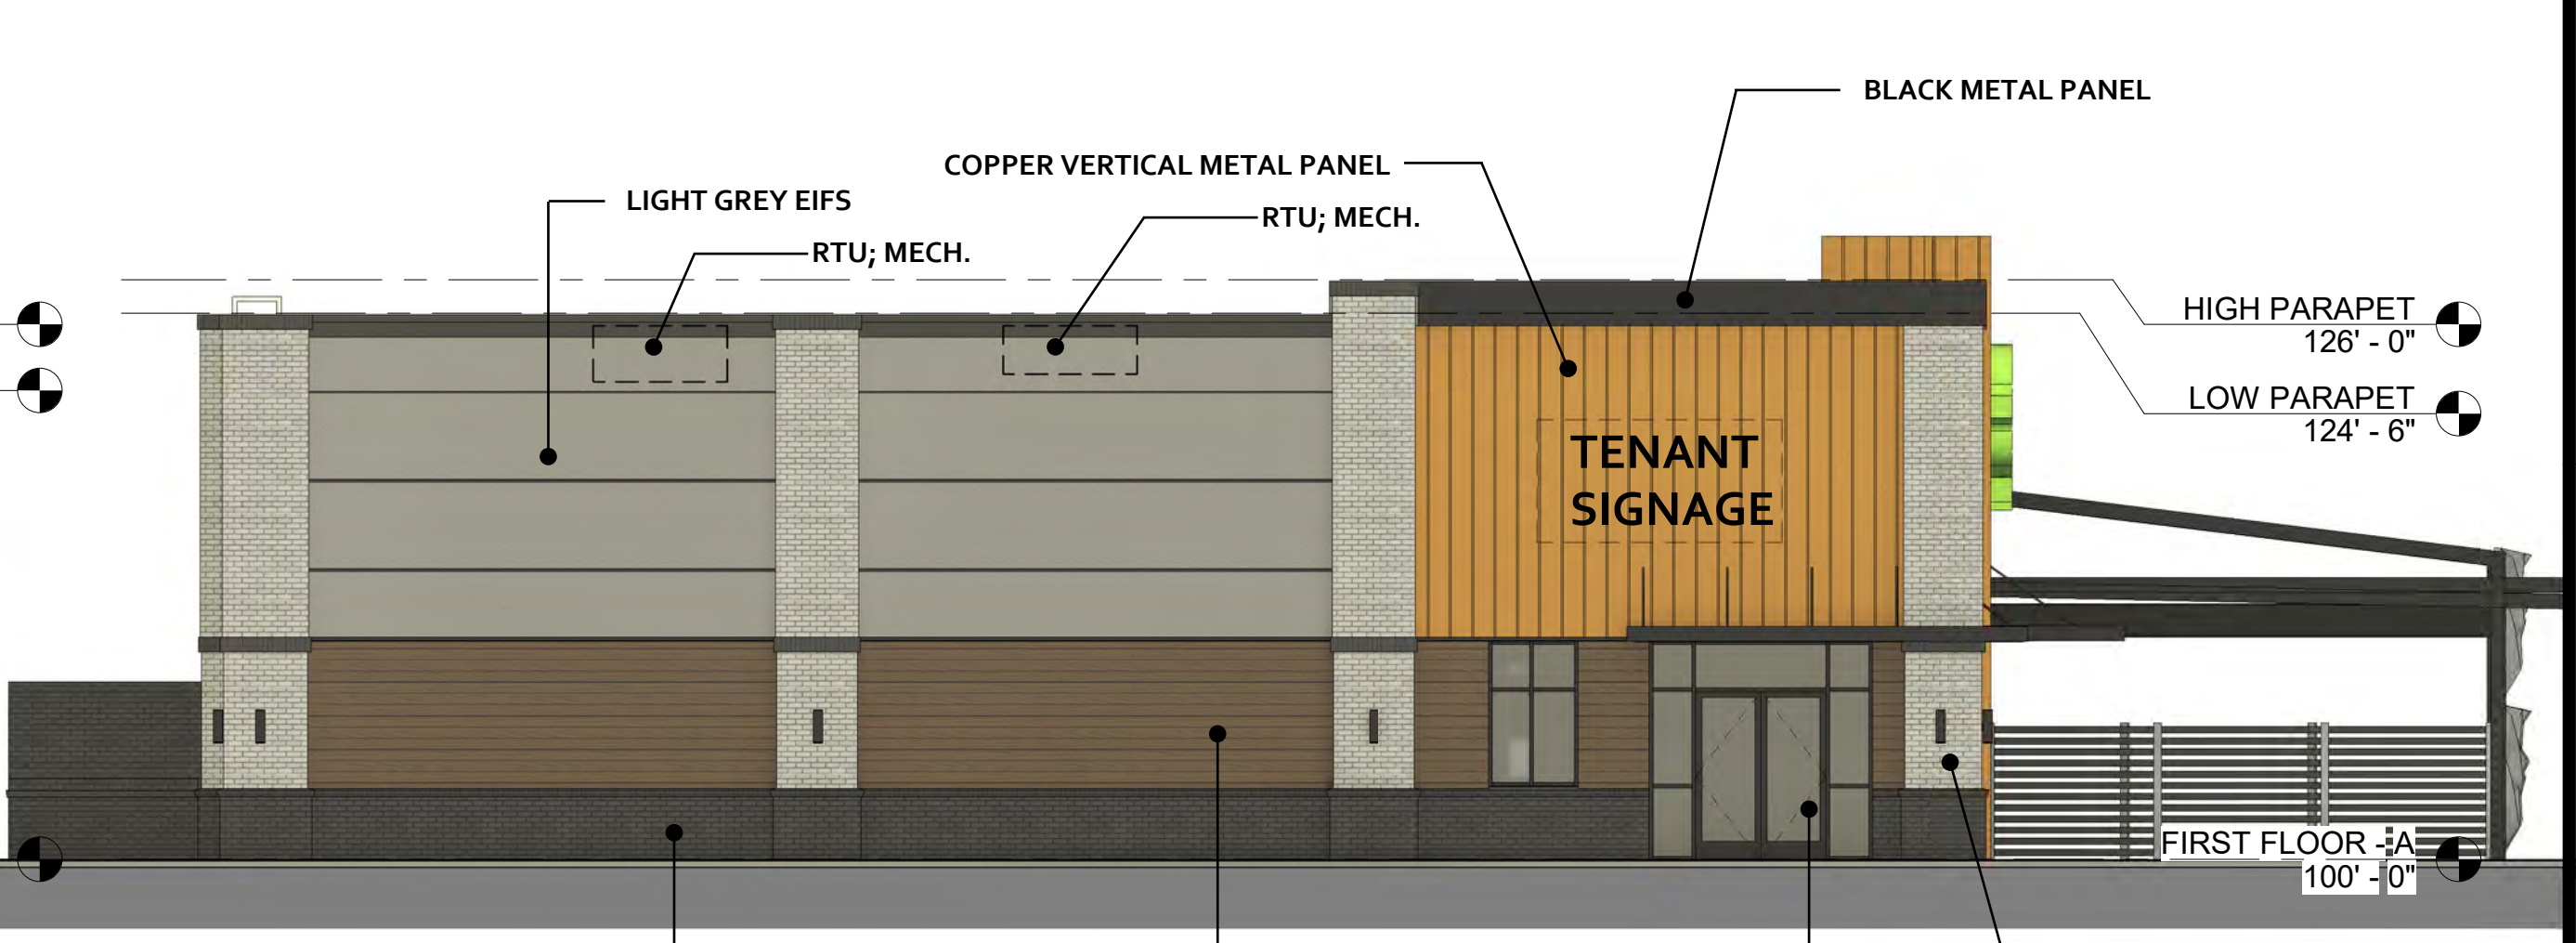 BLACK METAL PANEL
COPPER VERTICAL METAL PANEL
LIGHT GREY EIFS
RTU; MECH.
RTU; MECH.
HIGH PARAPET
126' - 0"
LOW PARAPET
124' - 6"
TENANT
SIGNAGE
FIRST FLOOR - A
100' - 0"